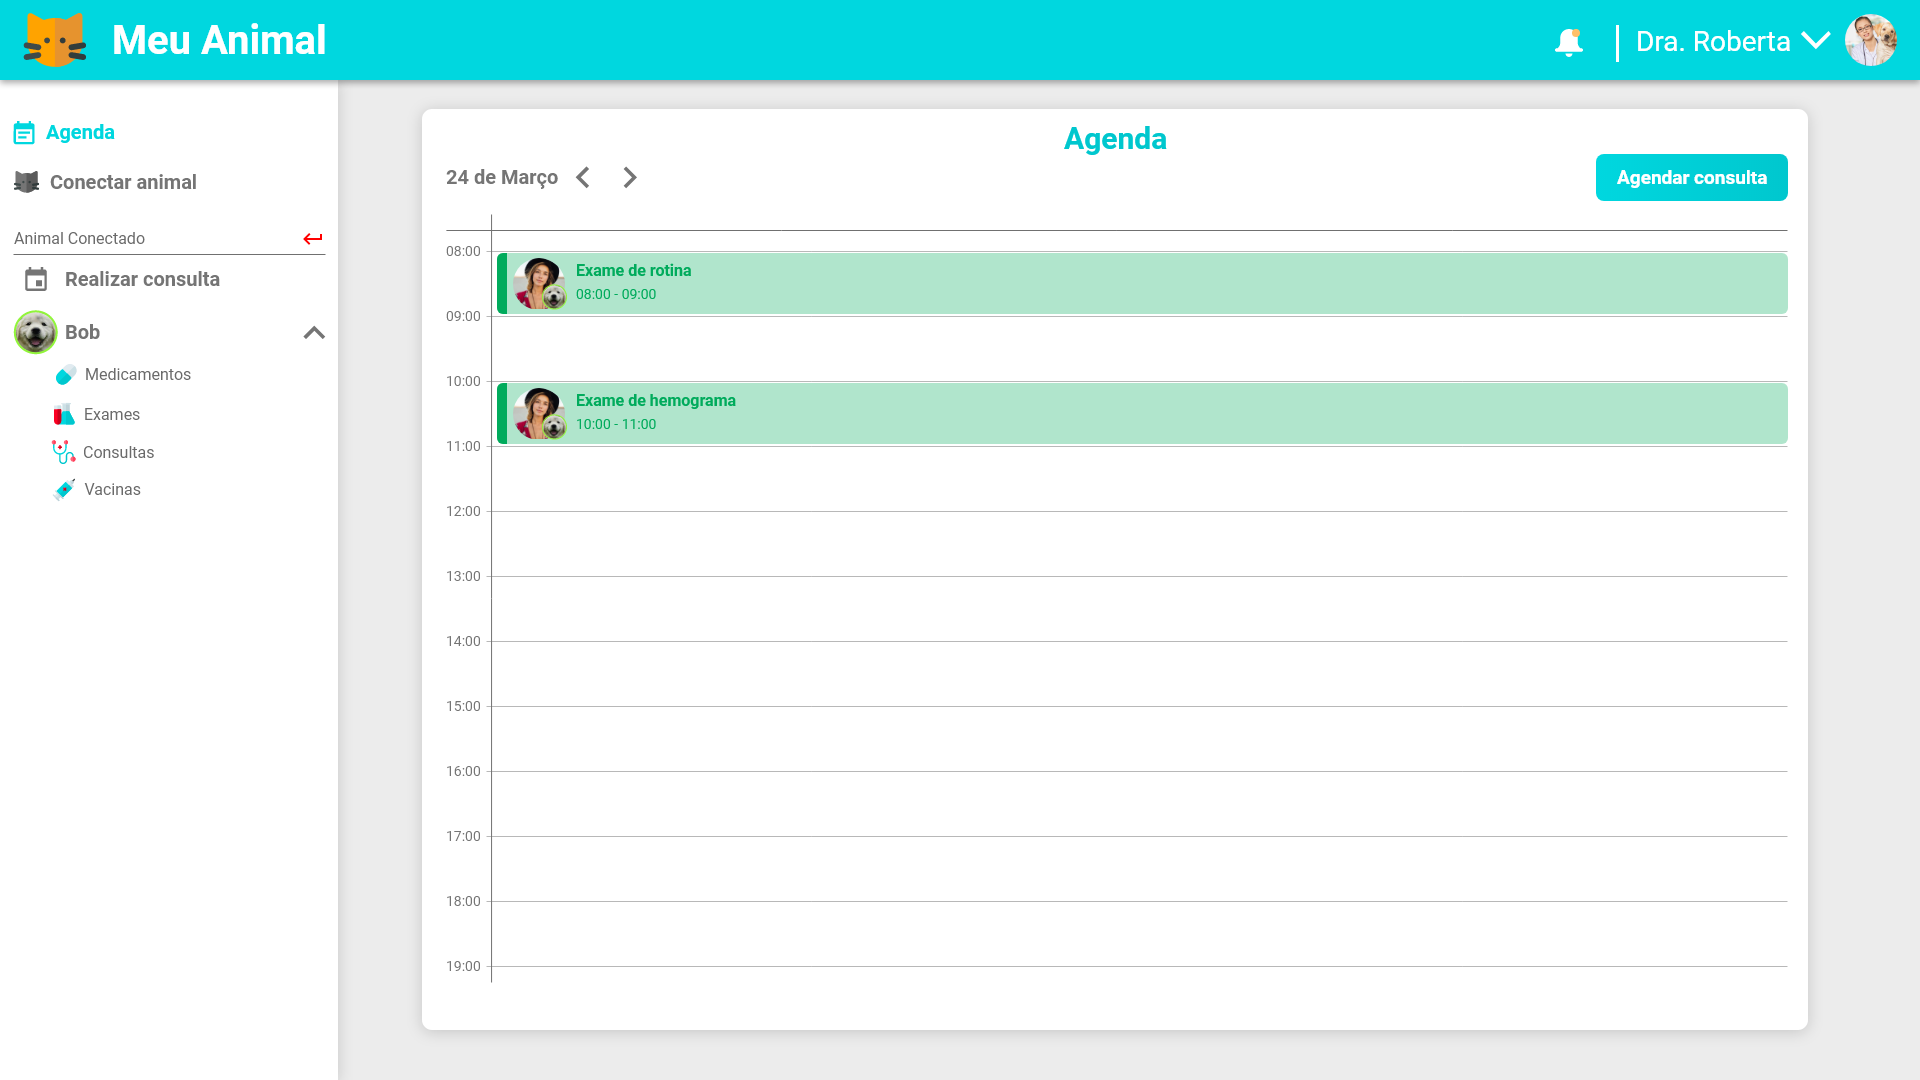 Meu Animal
Dra. Roberta
Agenda
Conectar animal
Animal Conectado
Realizar consulta
Bob
Medicamentos
Exames
Consultas
Vacinas
Agenda
24 de Março
Agendar consulta
08:00
Exame de rotina
08:00 - 09:00
09:00
10:00
Exame de hemograma
10:00 - 11:00
11:00
12:00
13:00
14:00
15:00
16:00
17:00
18:00
19:00